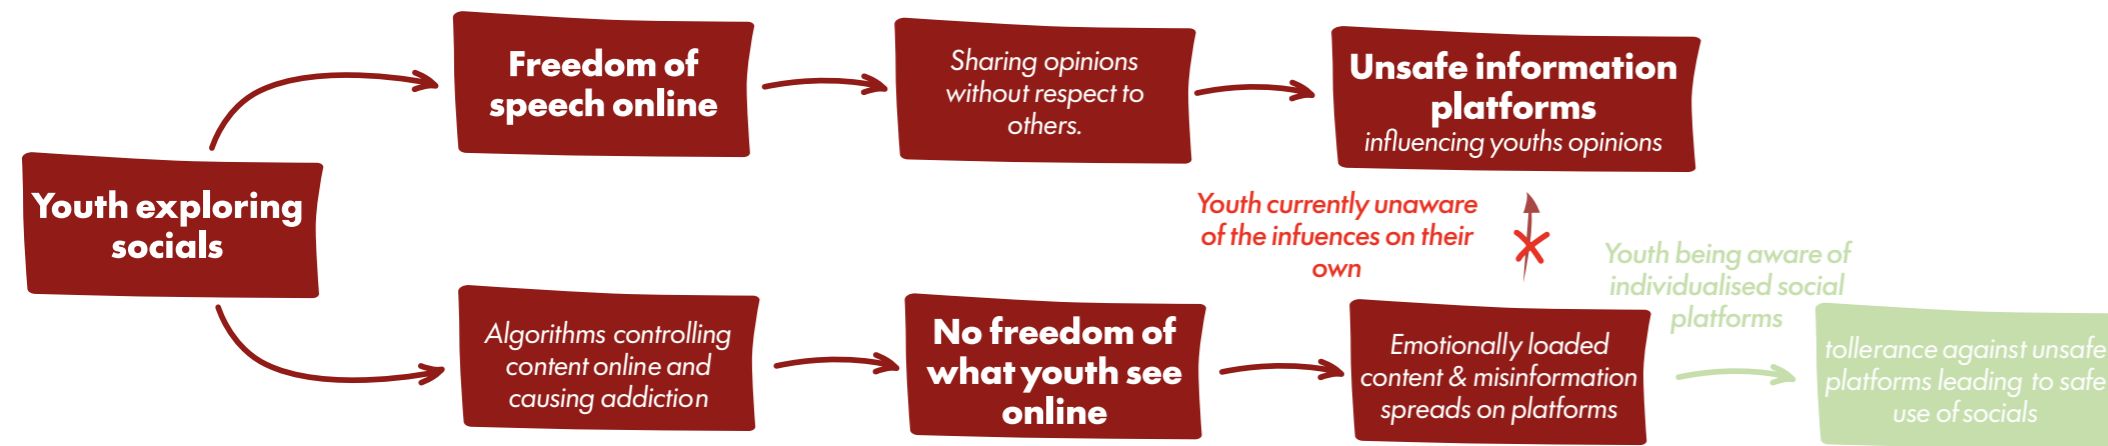 Freedom of
speech online
Sharing opinions
without respect to
others.
Unsafe information
platforms
influencing youths opinions
Youth exploring
socials
Youth currently unaware
of the infuences on their
own
Youth being aware of
individualised social
platforms
Algorithms controlling
content online and
causing addiction
No freedom of
what youth see
online
Emotionally loaded
content & misinformation
spreads on platforms
tollerance against unsafe
platforms leading to safe
use of socials